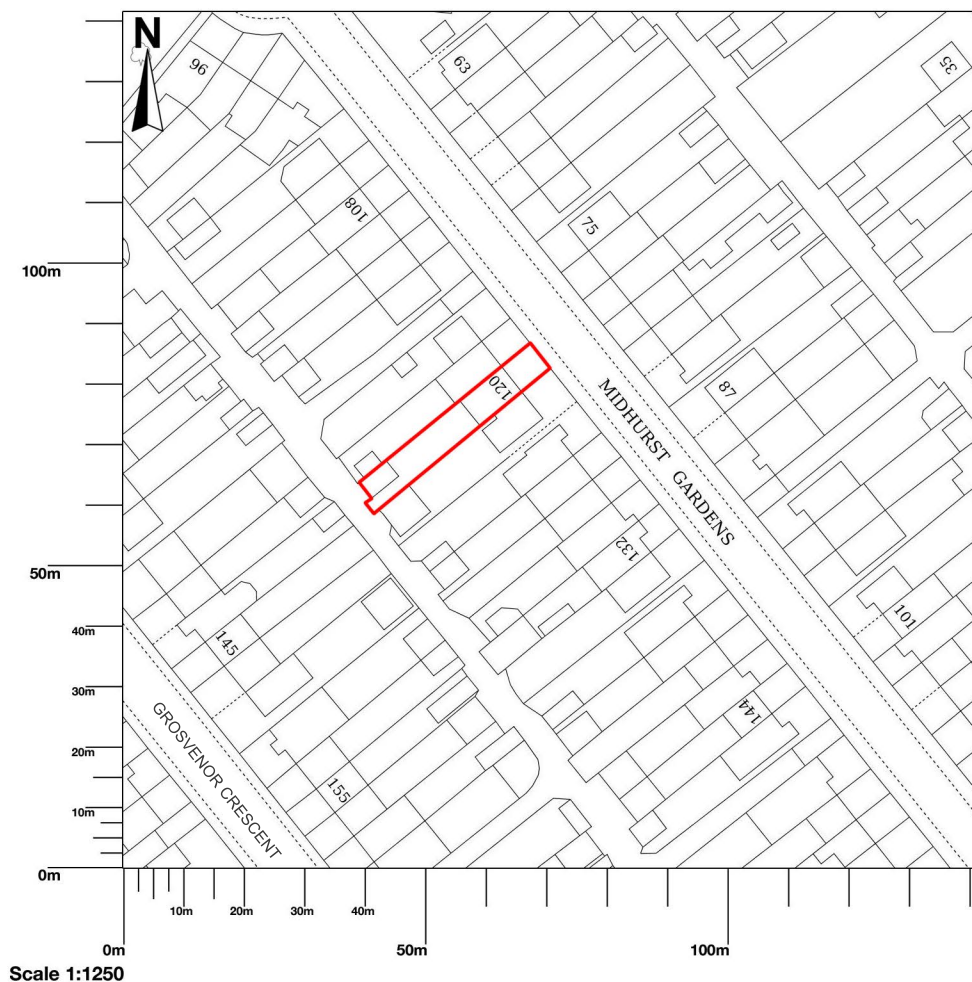 N
96
63
35
108
75
100m
120
87
MIDHURST GARDENS
132
50m
101
40m
145
30m
144
GROSVENOR CRESCENT
20m
155
10m
0m
10m
20m
30m
40m
0m
50m
100m
Scale 1:1250